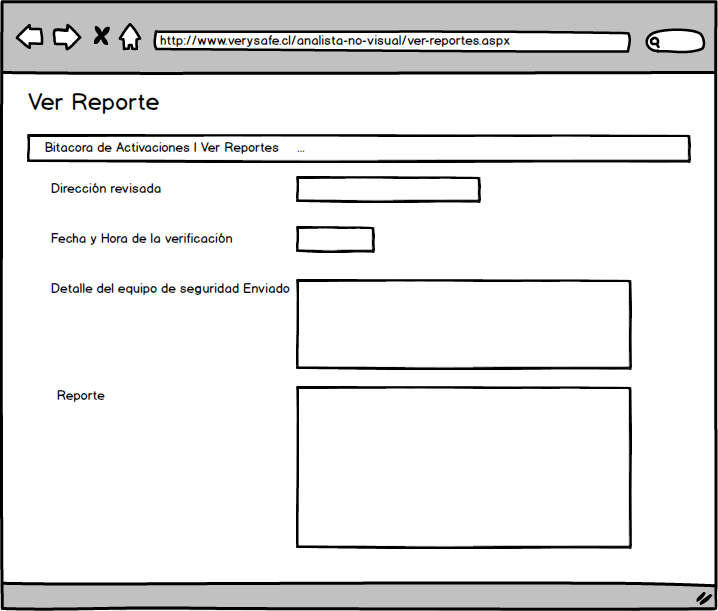 http://www.verysafe.cl/analista-no-visual/ver-reportes.aspx
Ver Reporte
Bitacora de Activaciones | Ver Reportes ...
Dirección revisada
Fecha y Hora de la verificación
Detalle del equipo de seguridad Enviado
Reporte